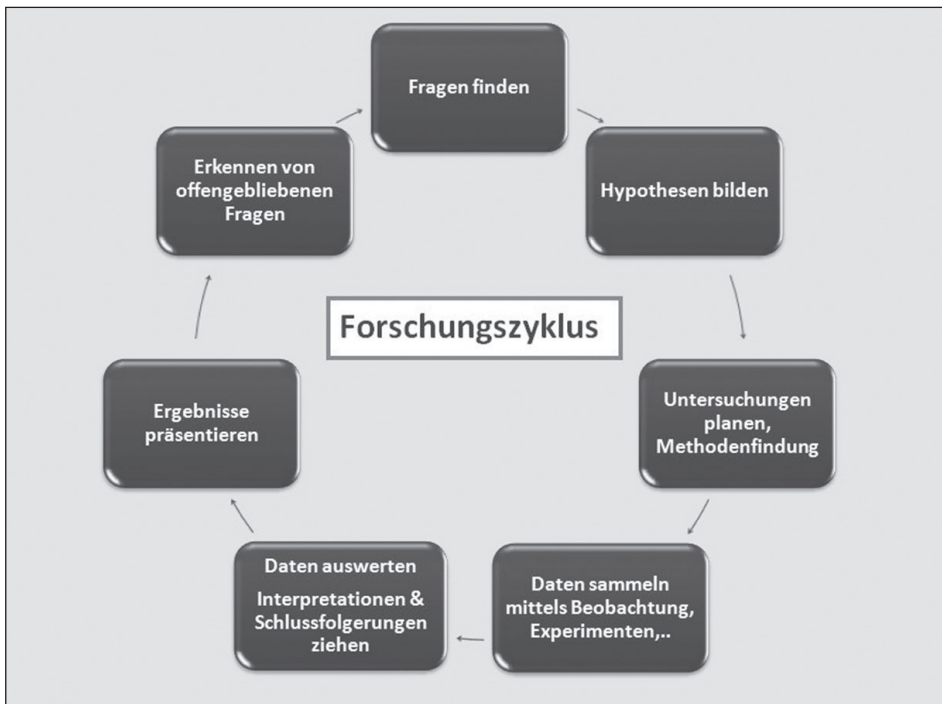 Fragen finden
Hypothesen bilden
Untersuchungen
planen,
Methodenfindung
Daten sammeln
mittels Beobachtung,
Experimenten,..
Daten auswerten
Interpretationen &
Schlussfolgerungen
ziehen
Ergebnisse
präsentieren
Erkennen von
offengebliebenen
Fragen
Forschungszyklus